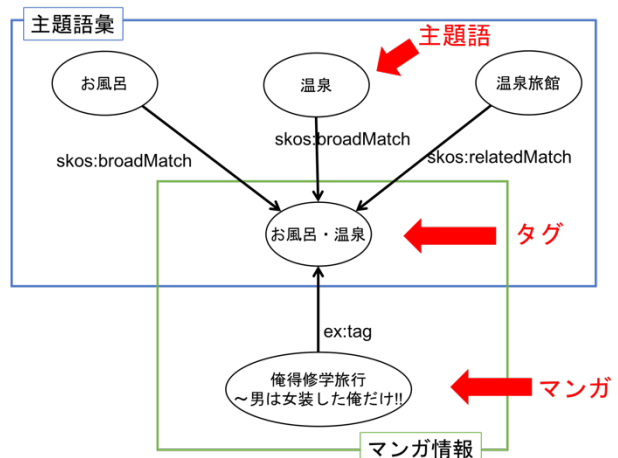 主題語彙
主題語
お風呂
温泉
温泉旅館
skos:broadMatch
skos:broadMatch
skos:relatedMatch
お風呂・温泉
タグ
ex:tag
俺得修学旅行
～男は女装した俺だけ!!
マンガ
マンガ情報